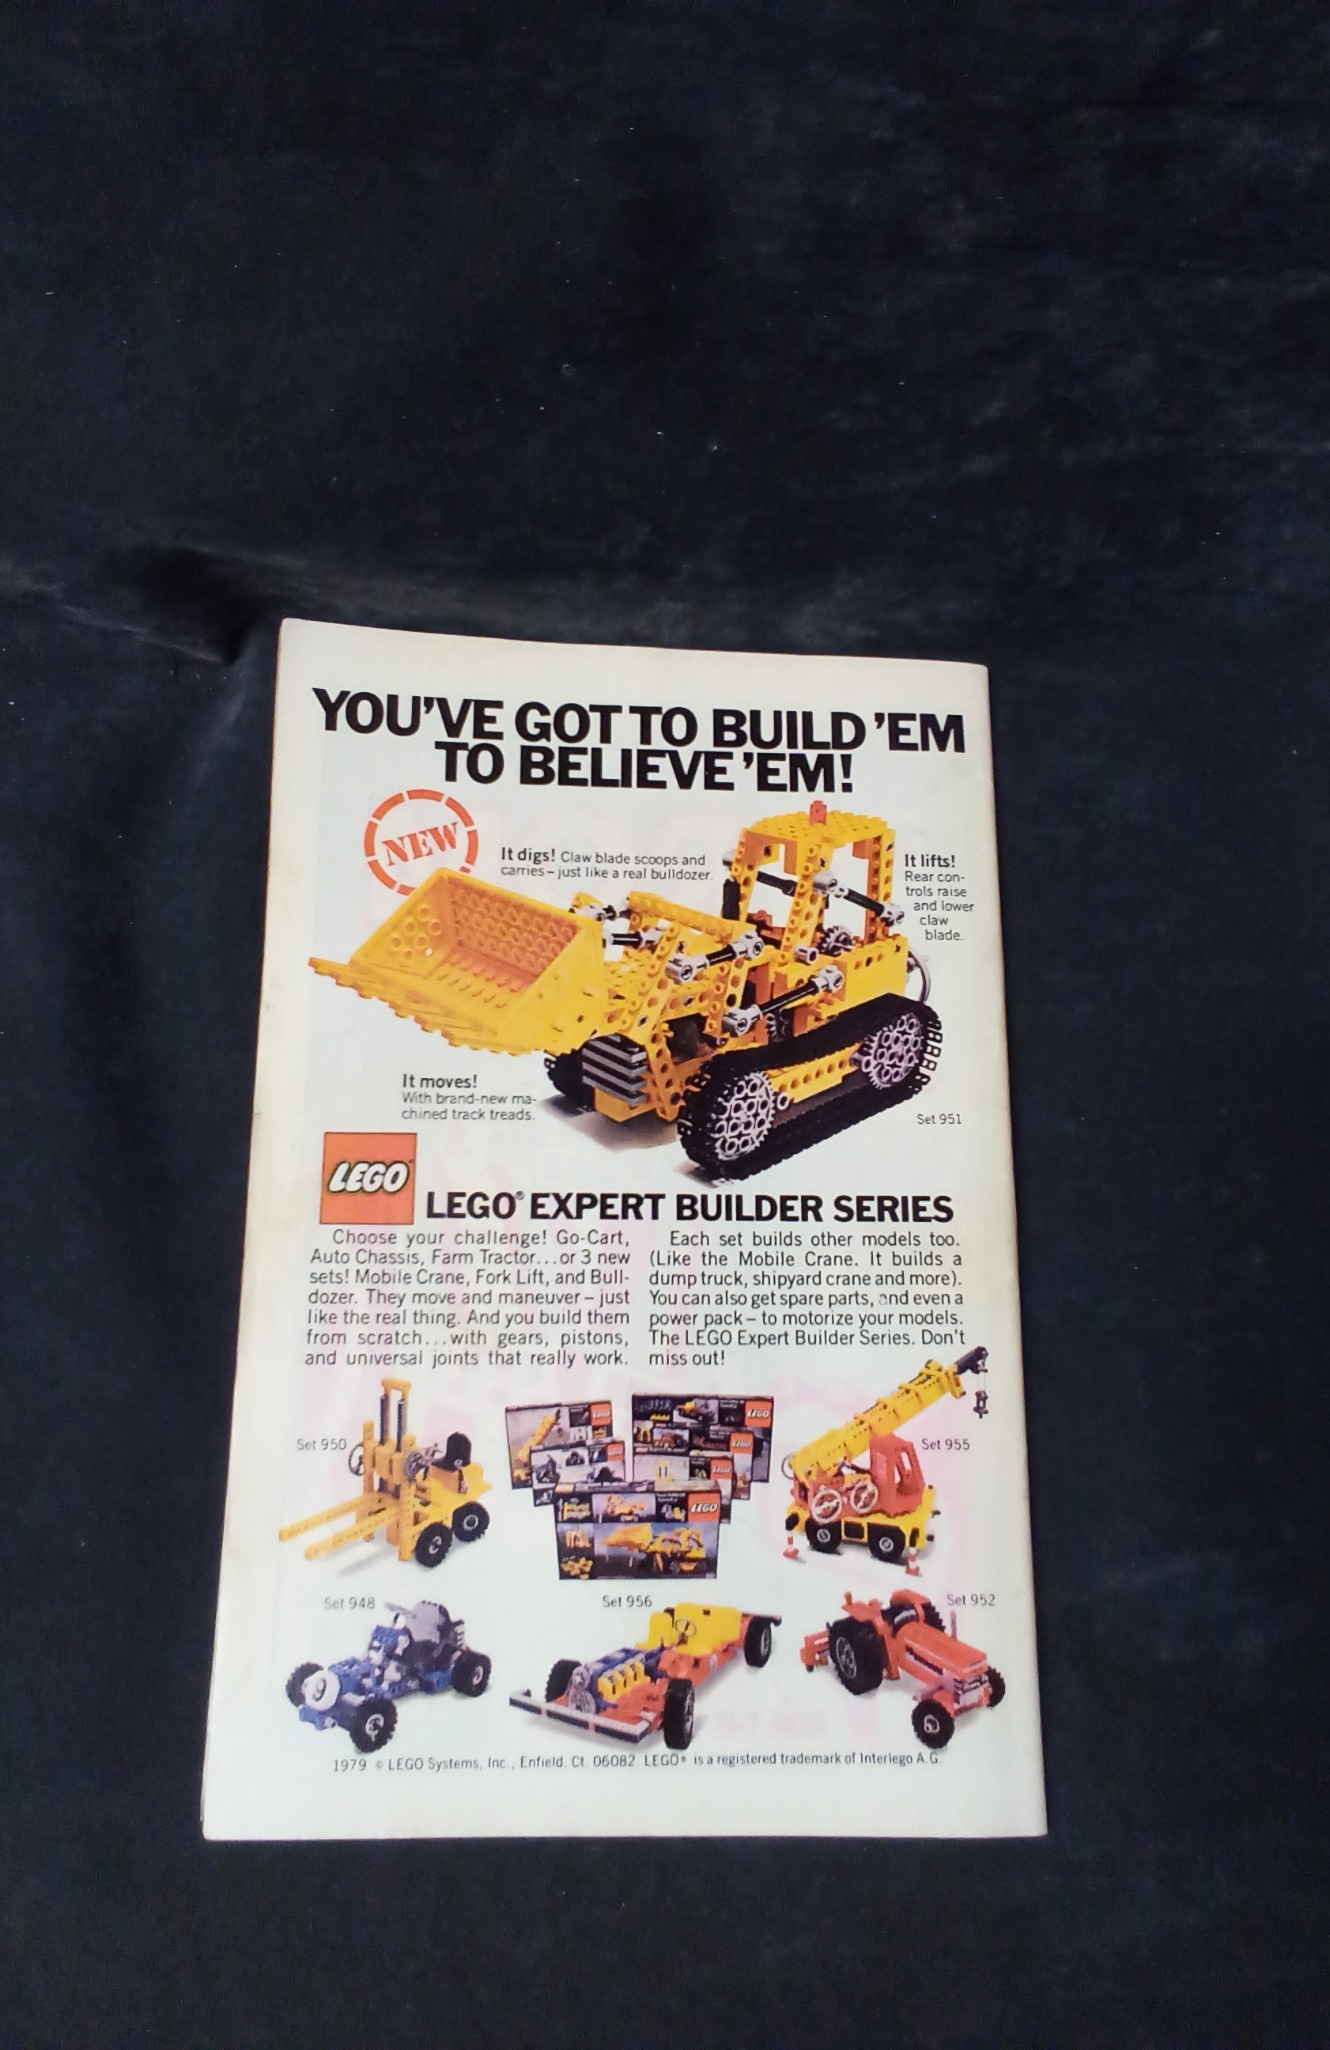 YOU'VE GOT TO BUILD 'EM
TO BELIEVE 'EM!
NEW
It digs! Claw blade scoops and
carries – just like a real bulldozer.
It lifts!
Rear con-
trols raise
and lower
claw
blade.
It moves!
With brand-new ma-
chined track treads.
Set 951
LEGO®
LEGO® EXPERT BUILDER SERIES
Choose your challenge! Go-Cart,
Auto Chassis, Farm Tractor...or 3 new
sets! Mobile Crane, Fork Lift, and Bull-
dozer. They move and maneuver – just
like the real thing. And you build them
from scratch...with gears, pistons,
and universal joints that really work.
Each set builds other models too.
(Like the Mobile Crane. It builds a
dump truck, shipyard crane and more).
You can also get spare parts, and even a
power pack – to motorize your models.
The LEGO Expert Builder Series. Don't
miss out!
Set 950
LEGO
LEGO
LEGO
LEGO
LEGO
LEGO
Set 955
Set 948
Set 956
Set 952
9
1979 © LEGO Systems, Inc., Enfield, Ct. 06082. LEGO® is a registered trademark of Interlego A.G.